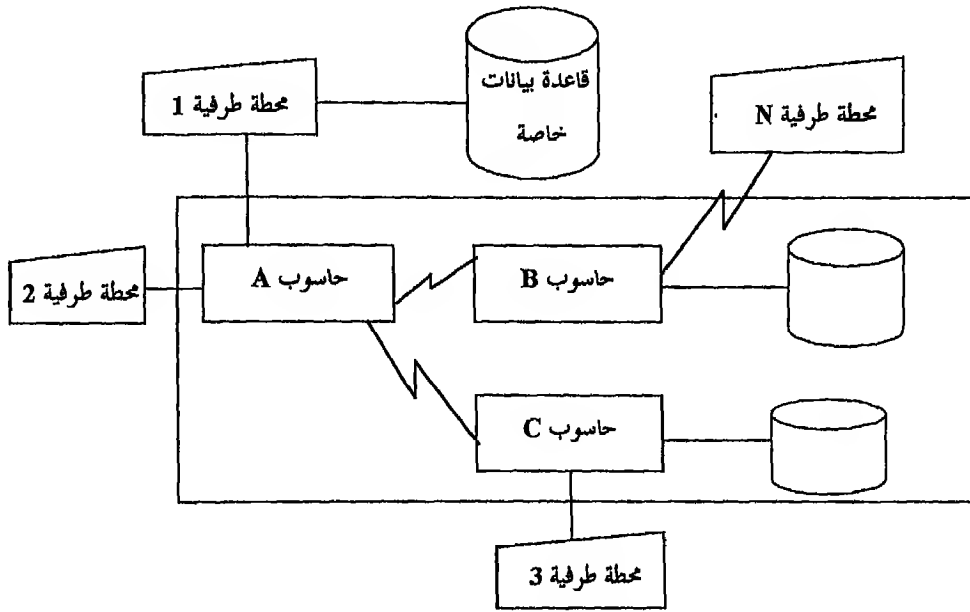 قاعدة بيانات
خاصة
محطة طرفية 1
محطة طرفية N
حاسوب A
حاسوب B
محطة طرفية 2
حاسوب C
محطة طرفية 3